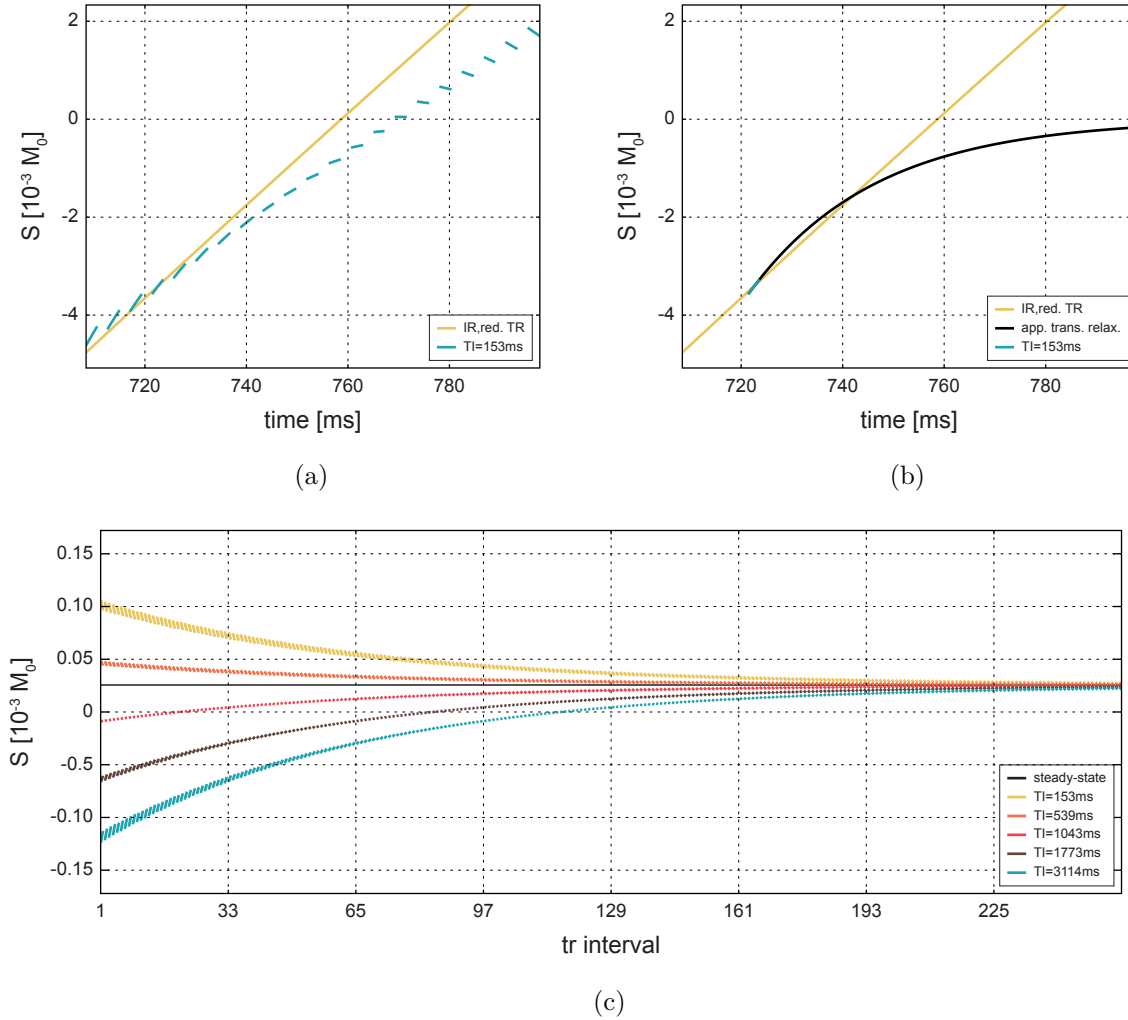 2
0
-2
-4
S [10⁻³ M₀]
720 740 760 780
time [ms]
IR,red. TR
TI=153ms
(a)
2
0
-2
-4
S [10⁻³ M₀]
720 740 760 780
time [ms]
IR,red. TR
app. trans. relax.
TI=153ms
(b)
0.15
0.10
0.05
0
-0.5
-0.10
-0.15
S [10⁻³ M₀]
1 33 65 97 129 161 193 225
tr interval
steady-state
TI=153ms
TI=539ms
TI=1043ms
TI=1773ms
TI=3114ms
(c)